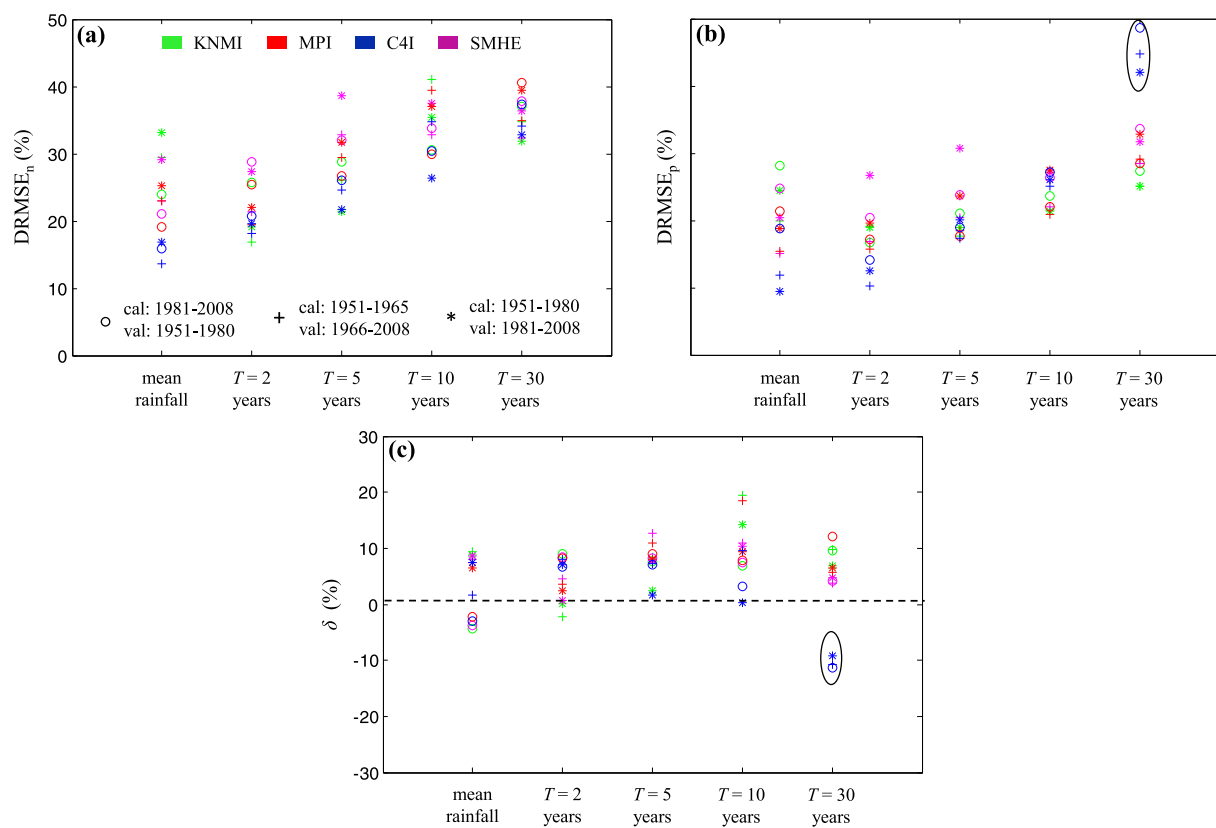 (a)
KNMI MPI C4I SMHE
50
40
30
20
10
0
DRMSEn (%)
cal: 1981-2008
val: 1951-1980
cal: 1951-1965
val: 1966-2008
cal: 1951-1980
val: 1981-2008
mean rainfall
T = 2 years
T = 5 years
T = 10 years
T = 30 years
(b)
DRMSEp (%)
mean rainfall
T = 2 years
T = 5 years
T = 10 years
T = 30 years
(c)
30
20
10
0
-10
-20
-30
δ (%)
mean rainfall
T = 2 years
T = 5 years
T = 10 years
T = 30 years